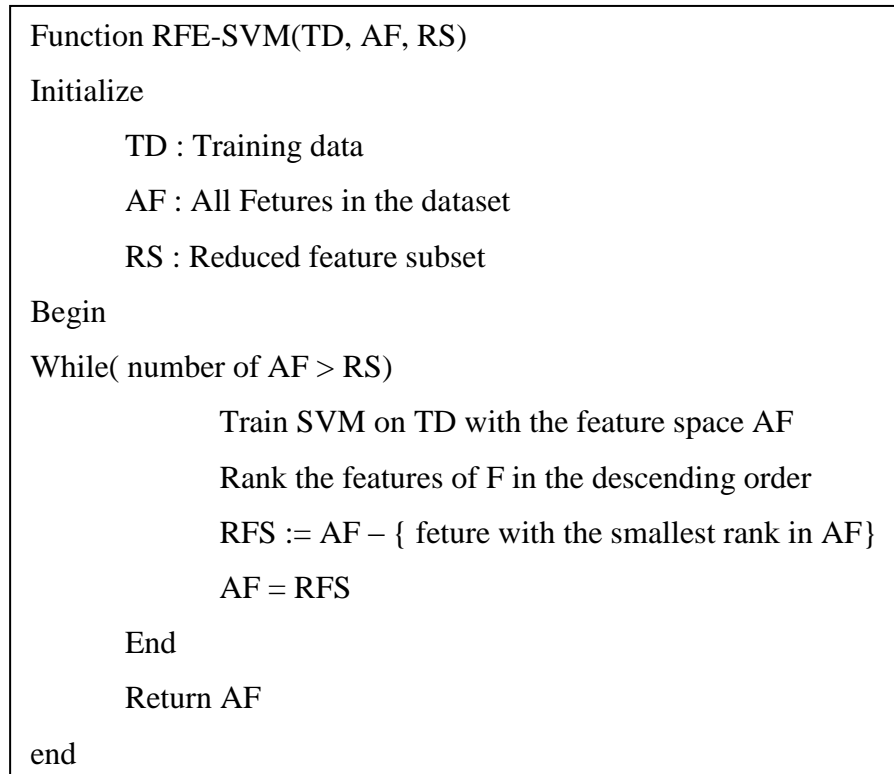 Function RFE-SVM(TD, AF, RS)
Initialize
TD : Training data
AF : All Fetures in the dataset
RS : Reduced feature subset
Begin
While( number of AF > RS)
Train SVM on TD with the feature space AF
Rank the features of F in the descending order
RFS := AF – { feture with the smallest rank in AF}
AF = RFS
End
Return AF
end